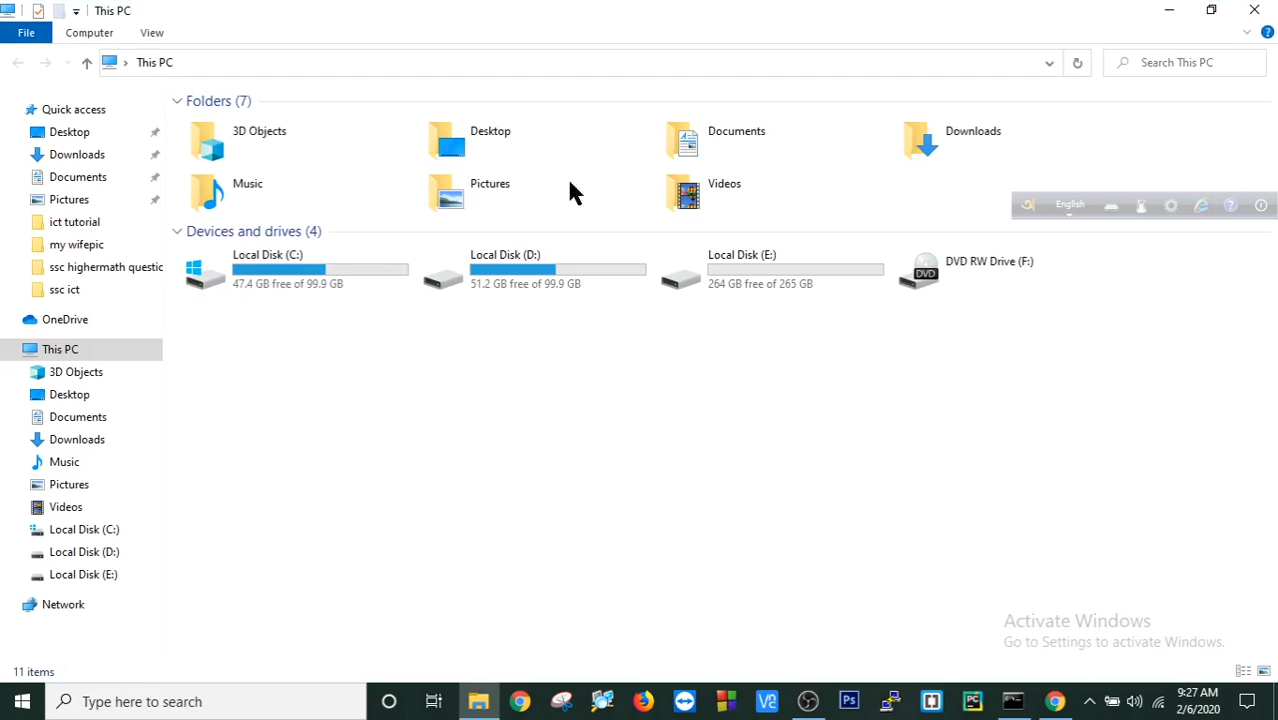 This PC
File Computer View
This PC
Search This PC
Quick access
Desktop
Downloads
Documents
Pictures
ict tutorial
my wifepic
ssc highermath questic
ssc ict
OneDrive
This PC
3D Objects
Desktop
Documents
Downloads
Music
Pictures
Videos
Local Disk (C:)
Local Disk (D:)
Local Disk (E:)
Network
Folders (7)
3D Objects Desktop Documents Downloads
Music Pictures Videos
English
Devices and drives (4)
Local Disk (C:)
47.4 GB free of 99.9 GB
Local Disk (D:)
51.2 GB free of 99.9 GB
Local Disk (E:)
264 GB free of 265 GB
DVD
DVD RW Drive (F:)
Activate Windows
Go to Settings to activate Windows.
11 items
Type here to search
Ps
PC
9:27 AM
2/6/2020